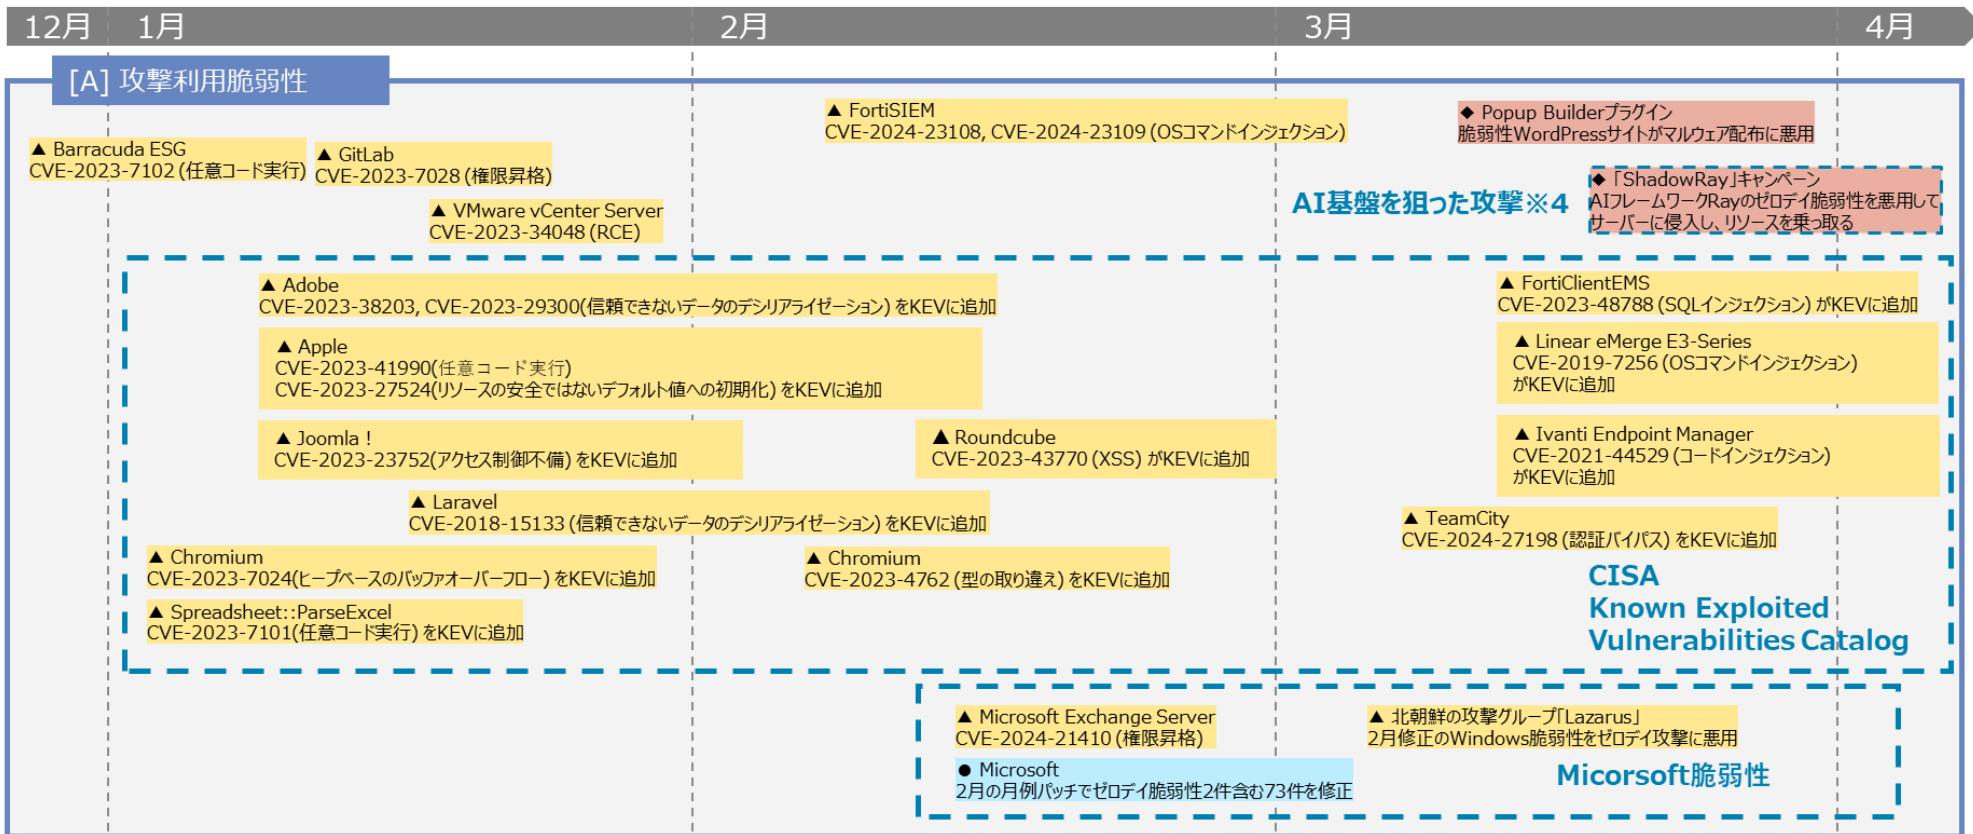 12月 1月 2月 3月 4月
[A] 攻撃利用脆弱性
▲ Barracuda ESG
CVE-2023-7102 (任意コード実行)
▲ GitLab
CVE-2023-7028 (権限昇格)
▲ VMware vCenter Server
CVE-2023-34048 (RCE)
▲ FortiSIEM
CVE-2024-23108, CVE-2024-23109 (OSコマンドインジェクション)
◆ Popup Builderプラグイン
脆弱性WordPressサイトがマルウェア配布に悪用
AI基盤を狙った攻撃※4
◆「ShadowRay」キャンペーン
AIフレームワークRayのゼロデイ脆弱性を悪用して
サーバーに侵入し、リソースを乗っ取る
▲ Adobe
CVE-2023-38203, CVE-2023-29300(信頼できないデータのデシリアライゼーション) をKEVに追加
▲ Apple
CVE-2023-41990(任意コード実行)
CVE-2023-27524(リソースの安全ではないデフォルト値への初期化) をKEVに追加
▲ Joomla！
CVE-2023-23752(アクセス制御不備) をKEVに追加
▲ Roundcube
CVE-2023-43770 (XSS) がKEVに追加
▲ Laravel
CVE-2018-15133 (信頼できないデータのデシリアライゼーション) をKEVに追加
▲ Chromium
CVE-2023-7024(ヒープベースのバッファオーバーフロー) をKEVに追加
▲ Chromium
CVE-2023-4762 (型の取り違え) をKEVに追加
▲ Spreadsheet::ParseExcel
CVE-2023-7101(任意コード実行) をKEVに追加
▲ FortiClientEMS
CVE-2023-48788 (SQLインジェクション) がKEVに追加
▲ Linear eMerge E3-Series
CVE-2019-7256 (OSコマンドインジェクション)
がKEVに追加
▲ Ivanti Endpoint Manager
CVE-2021-44529 (コードインジェクション)
がKEVに追加
▲ TeamCity
CVE-2024-27198 (認証バイパス) をKEVに追加
CISA
Known Exploited
Vulnerabilities Catalog
▲ Microsoft Exchange Server
CVE-2024-21410 (権限昇格)
● Microsoft
2月の月例パッチでゼロデイ脆弱性2件含む73件を修正
▲ 北朝鮮の攻撃グループ「Lazarus」
2月修正のWindows脆弱性をゼロデイ攻撃に悪用
Micorsoft脆弱性